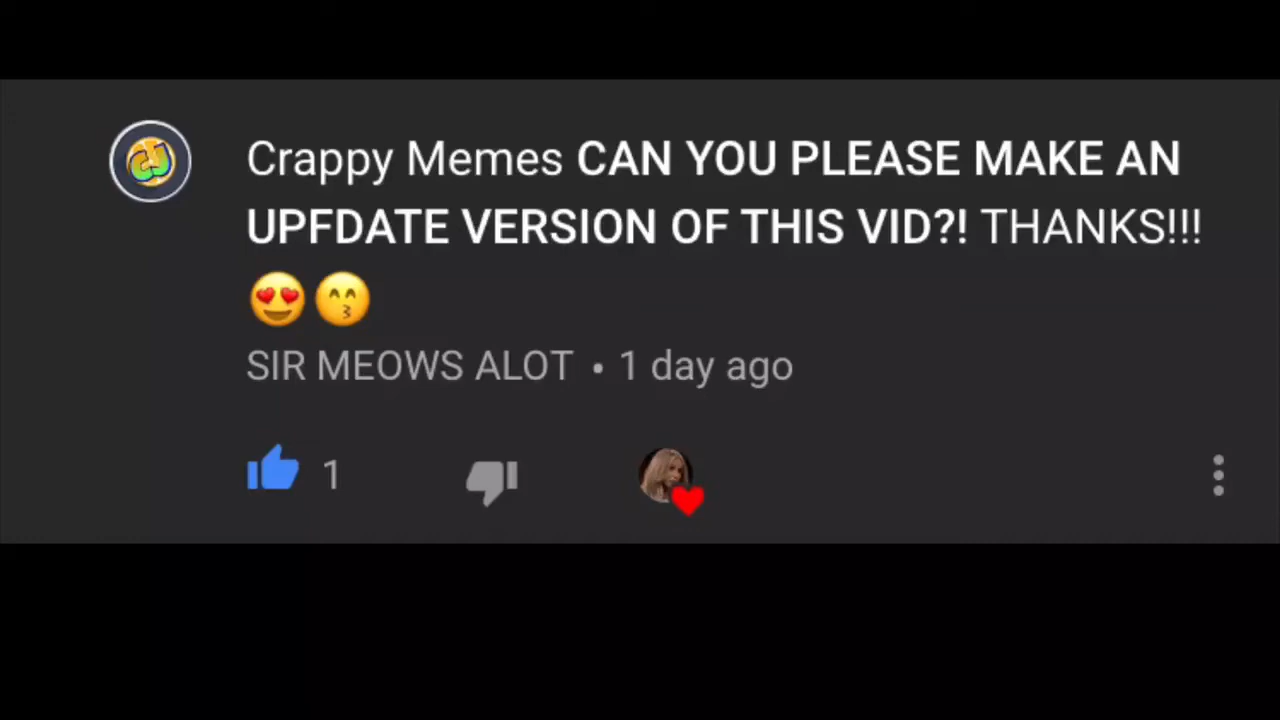 Crappy Memes CAN YOU PLEASE MAKE AN
UPFDATE VERSION OF THIS VID?! THANKS!!!
😍😙
SIR MEOWS ALOT • 1 day ago
1